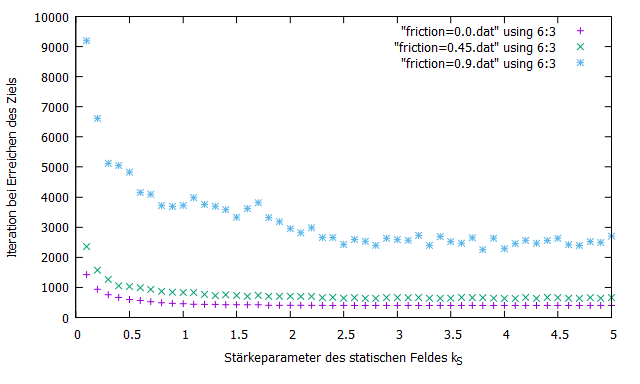 10000
9000
8000
7000
6000
5000
4000
3000
2000
1000
0
Iteration bei Erreichen des Ziels
"friction=0.0.dat" using 6:3
"friction=0.45.dat" using 6:3
"friction=0.9.dat" using 6:3
0 0.5 1 1.5 2 2.5 3 3.5 4 4.5 5
Stärkeparameter des statischen Feldes kS